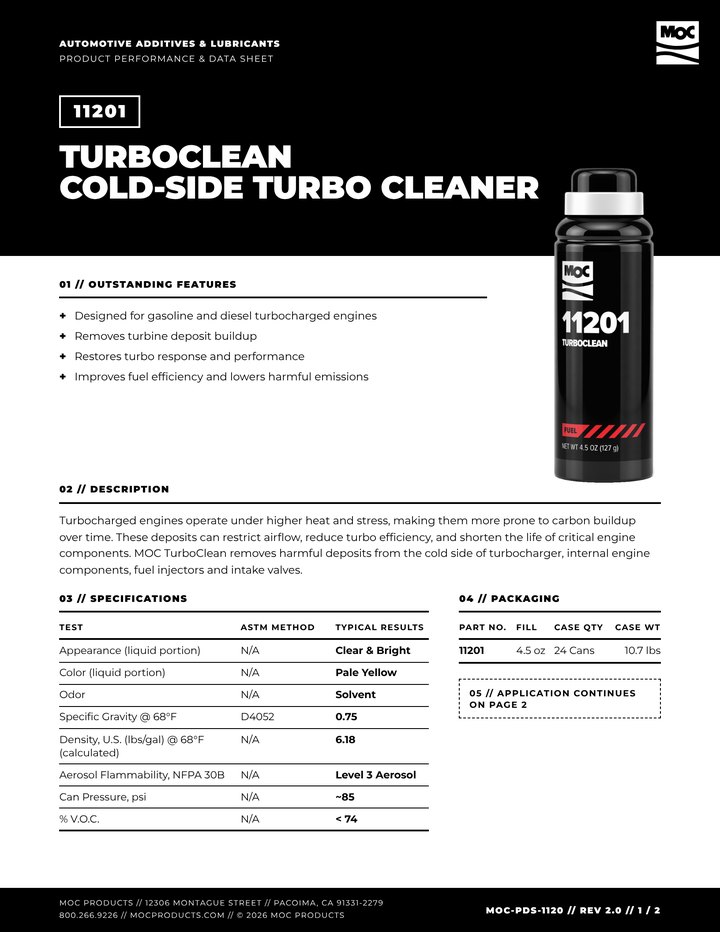 AUTOMOTIVE ADDITIVES & LUBRICANTS
PRODUCT PERFORMANCE & DATA SHEET
MOC
11201
TURBOCLEAN
COLD-SIDE TURBO CLEANER
01 // OUTSTANDING FEATURES
+ Designed for gasoline and diesel turbocharged engines
+ Removes turbine deposit buildup
+ Restores turbo response and performance
+ Improves fuel efficiency and lowers harmful emissions
MOC
11201
TURBOCLEAN
FUEL
NET WT 4.5 OZ (127 g)
02 // DESCRIPTION
Turbocharged engines operate under higher heat and stress, making them more prone to carbon buildup
over time. These deposits can restrict airflow, reduce turbo efficiency, and shorten the life of critical engine
components. MOC TurboClean removes harmful deposits from the cold side of turbocharger, internal engine
components, fuel injectors and intake valves.
03 // SPECIFICATIONS
TEST ASTM METHOD TYPICAL RESULTS
Appearance (liquid portion) N/A Clear & Bright
Color (liquid portion) N/A Pale Yellow
Odor N/A Solvent
Specific Gravity @ 68°F D4052 0.75
Density, U.S. (lbs/gal) @ 68°F N/A 6.18
(calculated)
Aerosol Flammability, NFPA 30B N/A Level 3 Aerosol
Can Pressure, psi N/A ~85
% V.O.C. N/A < 74
04 // PACKAGING
PART NO. FILL CASE QTY CASE WT
11201 4.5 oz 24 Cans 10.7 lbs
05 // APPLICATION CONTINUES
ON PAGE 2
MOC PRODUCTS // 12306 MONTAGUE STREET // PACOIMA, CA 91331-2279
800.266.9226 // MOCPRODUCTS.COM // © 2026 MOC PRODUCTS
MOC-PDS-1120 // REV 2.0 // 1 / 2